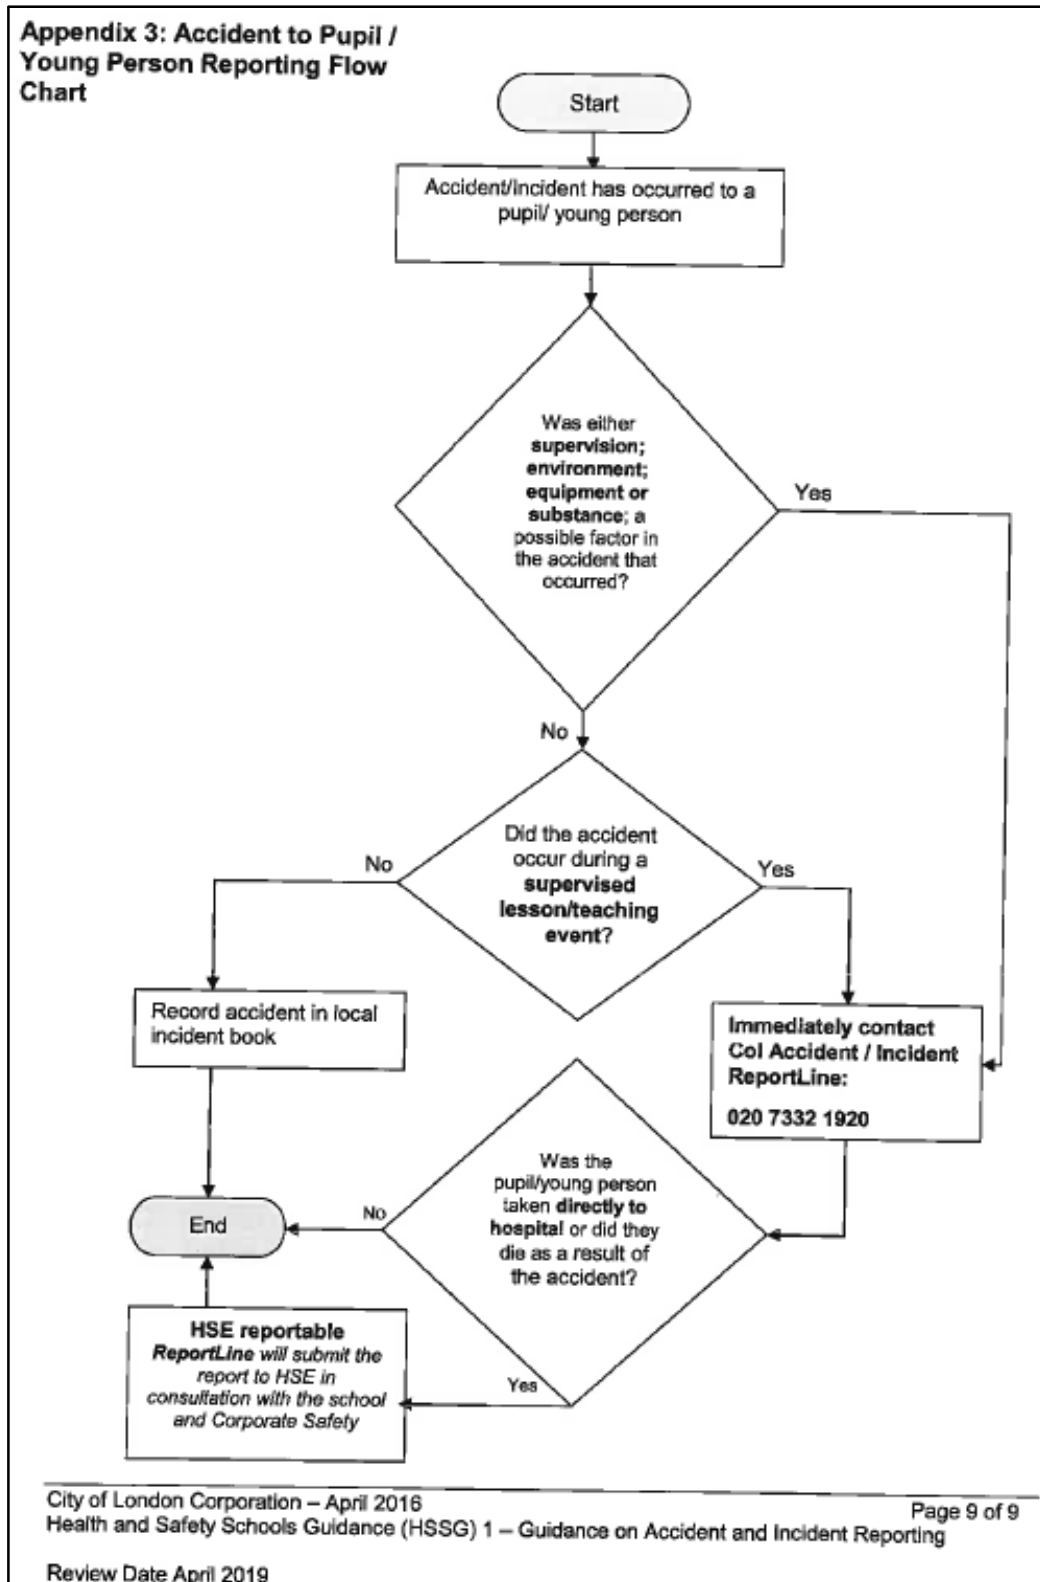 Appendix 3: Accident to Pupil /
Young Person Reporting Flow
Chart
Start
Accident/Incident has occurred to a
pupil/ young person
Was either
supervision;
environment;
equipment or
substance; a
possible factor in
the accident that
occurred?
Yes
No
Did the accident
occur during a
supervised
lesson/teaching
event?
No
Yes
Record accident in local
incident book
Immediately contact
Col Accident / Incident
ReportLine:
020 7332 1920
Was the
pupil/young person
taken directly to
hospital or did they
die as a result of
the accident?
No
End
HSE reportable
ReportLine will submit the
report to HSE in
consultation with the school
and Corporate Safety
Yes
City of London Corporation – April 2016
Page 9 of 9
Health and Safety Schools Guidance (HSSG) 1 – Guidance on Accident and Incident Reporting
Review Date April 2019